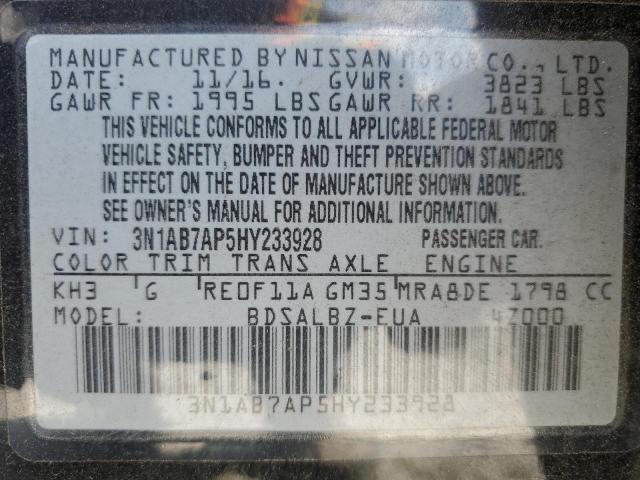 MANUFACTURED BY NISSAN MOTOR CO., LTD.
DATE: 11/16. GVWR: 3823 LBS
GAWR FR: 1995 LBS GAWR RR: 1841 LBS
THIS VEHICLE CONFORMS TO ALL APPLICABLE FEDERAL MOTOR
VEHICLE SAFETY, BUMPER AND THEFT PREVENTION STANDARDS
IN EFFECT ON THE DATE OF MANUFACTURE SHOWN ABOVE.
SEE OWNER'S MANUAL FOR ADDITIONAL INFORMATION.
VIN: 3N1AB7AP5HY233928 PASSENGER CAR.
COLOR TRIM TRANS AXLE ENGINE
KH3 G RE0F11A GM35 MRA8DE 1798 CC
MODEL: BDSALBZ-EUA 4Z000
3N1AB7AP5HY233928